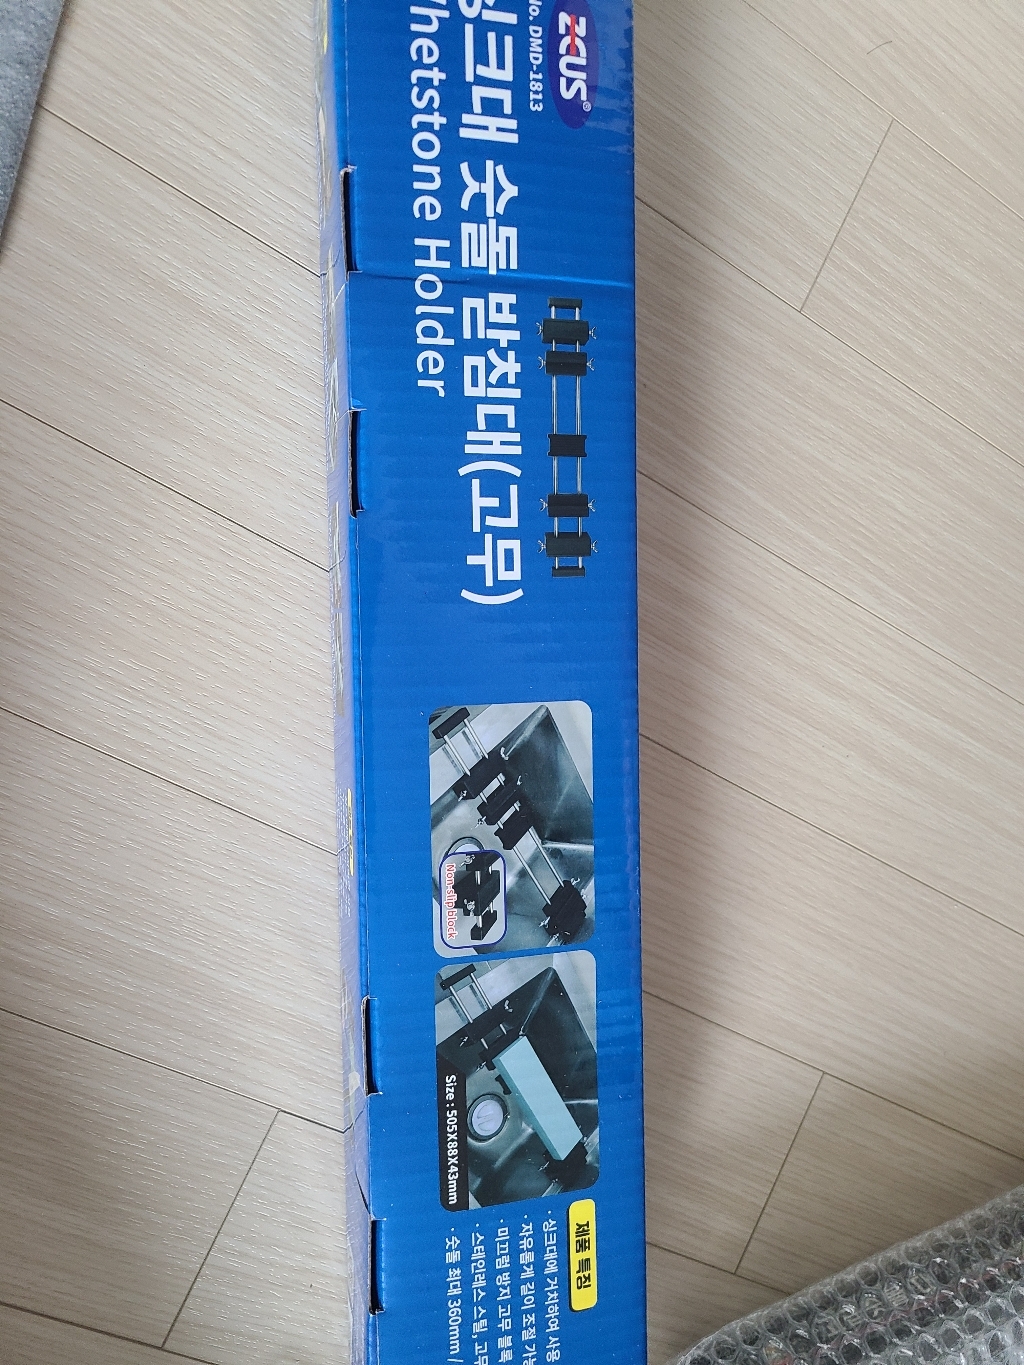 ZEUS®
No. DMD-1813
싱크대 숫돌 받침대(고무)
Whetstone Holder
Non-slip block
Size : 505X88X43mm
제품 특징
· 싱크대에 거치하여 사용
· 자유롭게 길이 조절 가능
· 미끄럼 방지 고무 블록
· 스테인레스 스틸, 고무
· 숫돌 최대 360mm /